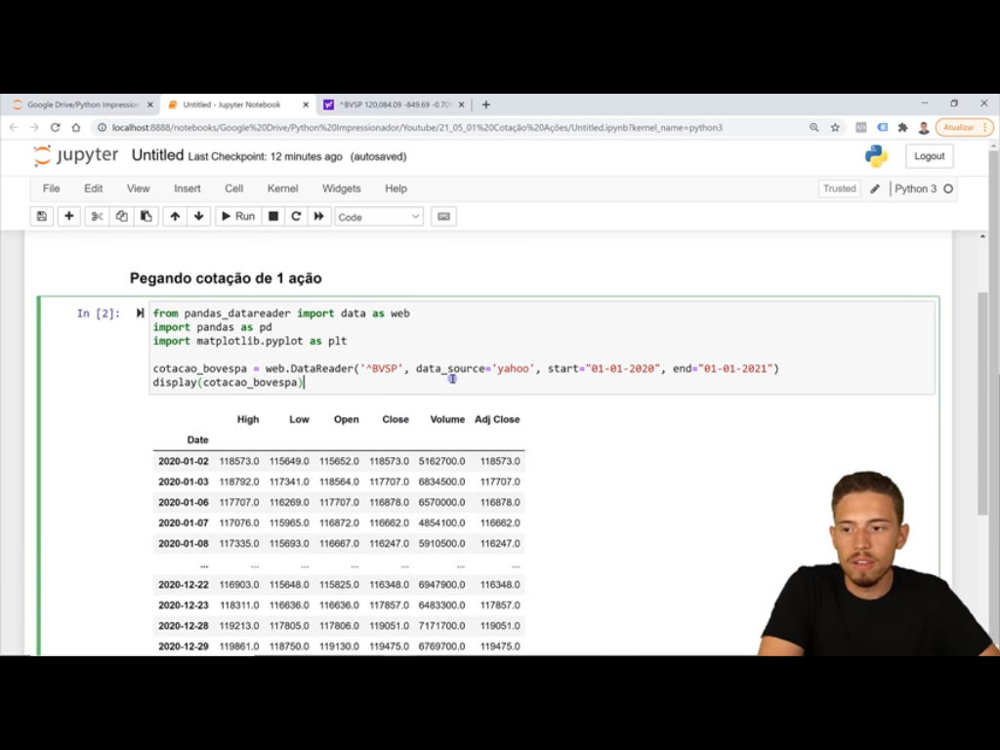 Google Drive/Python Impression
Untitled - Jupyter Notebook
^BVSP 120,084.09 -849.69 -0.70%
localhost:8888/notebooks/Google%20Drive/Python%20Impressionador/Youtube/21_05_01%20Cotação%20Ações/Untitled.ipynb?kernel_name=python3
Atualizar
jupyter Untitled Last Checkpoint: 12 minutes ago (autosaved)
Logout
File Edit View Insert Cell Kernel Widgets Help
Trusted
Python 3
Run
Code
Pegando cotação de 1 ação
In [2]:
from pandas_datareader import data as web
import pandas as pd
import matplotlib.pyplot as plt
cotacao_bovespa = web.DataReader('^BVSP', data_source='yahoo', start="01-01-2020", end="01-01-2021")
display(cotacao_bovespa)
High Low Open Close Volume Adj Close
Date
2020-01-02 118573.0 115649.0 115652.0 118573.0 5162700.0 118573.0
2020-01-03 118792.0 117341.0 118564.0 117707.0 6834500.0 117707.0
2020-01-06 117707.0 116269.0 117707.0 116878.0 6570000.0 116878.0
2020-01-07 117076.0 115965.0 116872.0 116662.0 4854100.0 116662.0
2020-01-08 117335.0 115693.0 116667.0 116247.0 5910500.0 116247.0
... ... ... ... ... ... ...
2020-12-22 116903.0 115648.0 115825.0 116348.0 6947900.0 116348.0
2020-12-23 118311.0 116636.0 116636.0 117857.0 6483300.0 117857.0
2020-12-28 119213.0 117805.0 117806.0 119051.0 7171700.0 119051.0
2020-12-29 119861.0 118750.0 119130.0 119475.0 6769700.0 119475.0